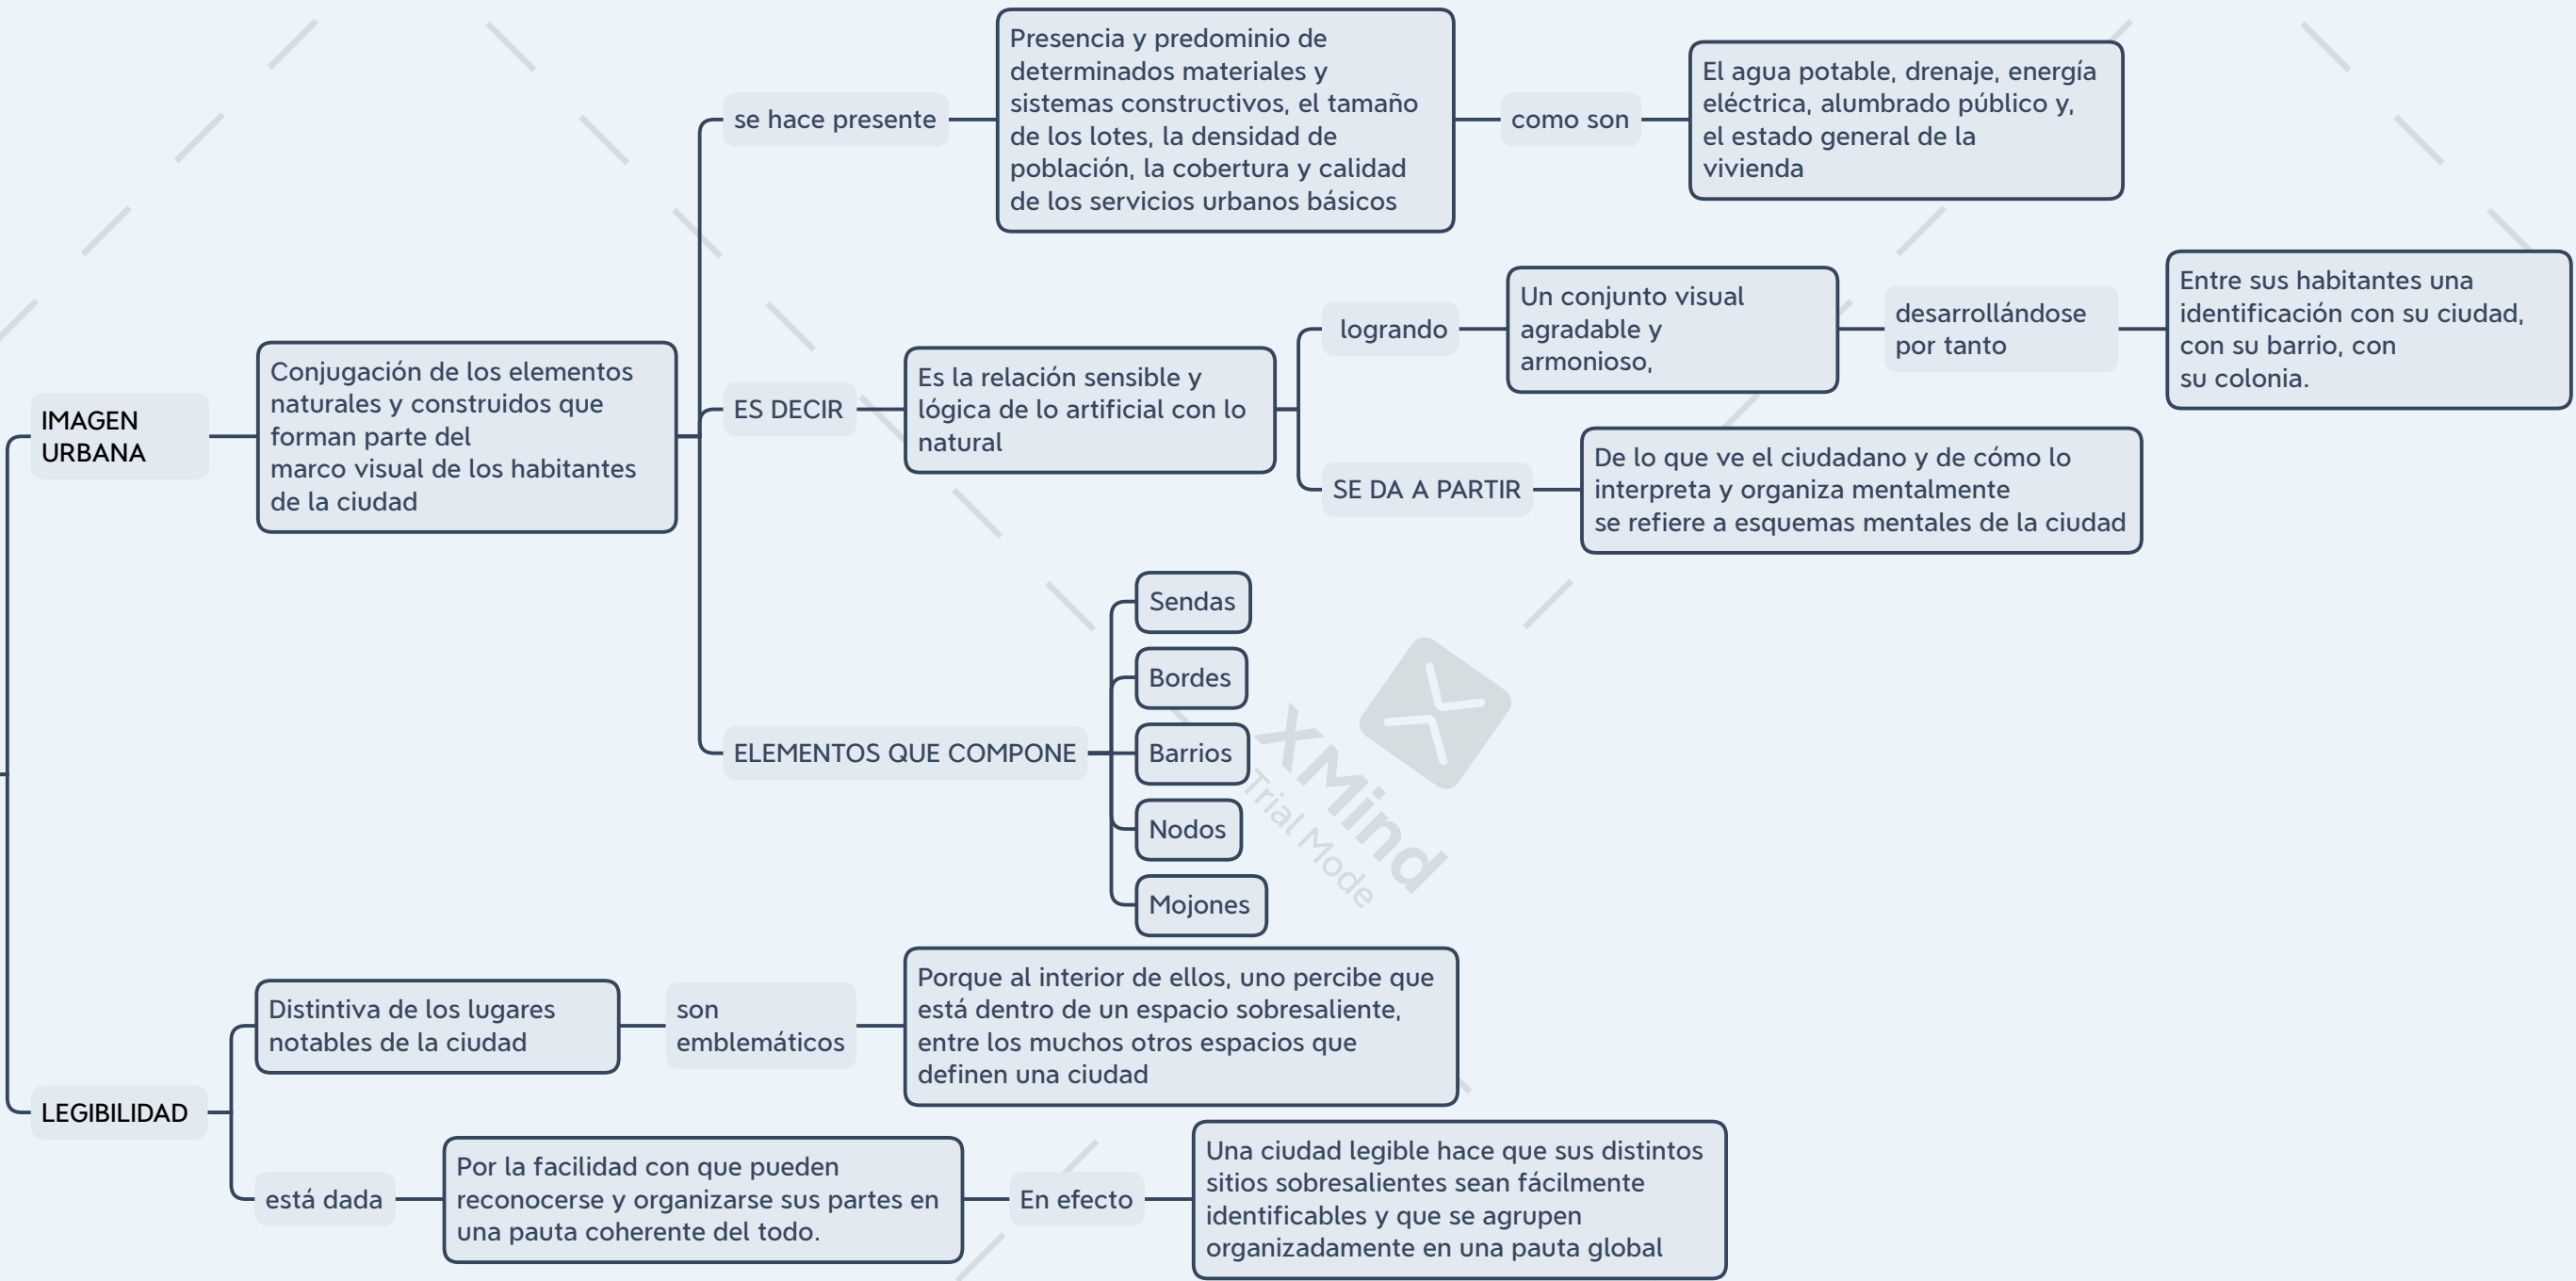 IMAGEN
URBANA
Conjugación de los elementos
naturales y construidos que
forman parte del
marco visual de los habitantes
de la ciudad
se hace presente
Presencia y predominio de
determinados materiales y
sistemas constructivos, el tamaño
de los lotes, la densidad de
población, la cobertura y calidad
de los servicios urbanos básicos
como son
El agua potable, drenaje, energía
eléctrica, alumbrado público y,
el estado general de la
vivienda
ES DECIR
Es la relación sensible y
lógica de lo artificial con lo
natural
logrando
Un conjunto visual
agradable y
armonioso,
desarrollándose
por tanto
Entre sus habitantes una
identificación con su ciudad,
con su barrio, con
su colonia.
SE DA A PARTIR
De lo que ve el ciudadano y de cómo lo
interpreta y organiza mentalmente
se refiere a esquemas mentales de la ciudad
ELEMENTOS QUE COMPONE
Sendas
Bordes
Barrios
Nodos
Mojones
XMind
Trial Mode
LEGIBILIDAD
Distintiva de los lugares
notables de la ciudad
son
emblemáticos
Porque al interior de ellos, uno percibe que
está dentro de un espacio sobresaliente,
entre los muchos otros espacios que
definen una ciudad
está dada
Por la facilidad con que pueden
reconocerse y organizarse sus partes en
una pauta coherente del todo.
En efecto
Una ciudad legible hace que sus distintos
sitios sobresalientes sean fácilmente
identificables y que se agrupen
organizadamente en una pauta global